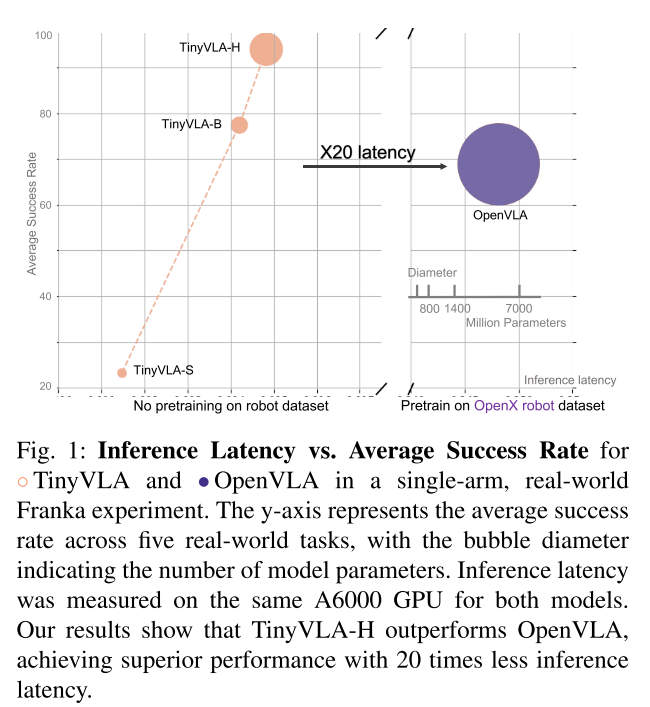 100
TinyVLA-H
80
TinyVLA-B
X20 latency
Average Success Rate
60
OpenVLA
Diameter
40
800 1400 7000
Million Parameters
TinyVLA-S
20
Inference latency
No pretraining on robot dataset
Pretrain on OpenX robot dataset
Fig. 1: Inference Latency vs. Average Success Rate for
TinyVLA and OpenVLA in a single-arm, real-world
Franka experiment. The y-axis represents the average success
rate across five real-world tasks, with the bubble diameter
indicating the number of model parameters. Inference latency
was measured on the same A6000 GPU for both models.
Our results show that TinyVLA-H outperforms OpenVLA,
achieving superior performance with 20 times less inference
latency.